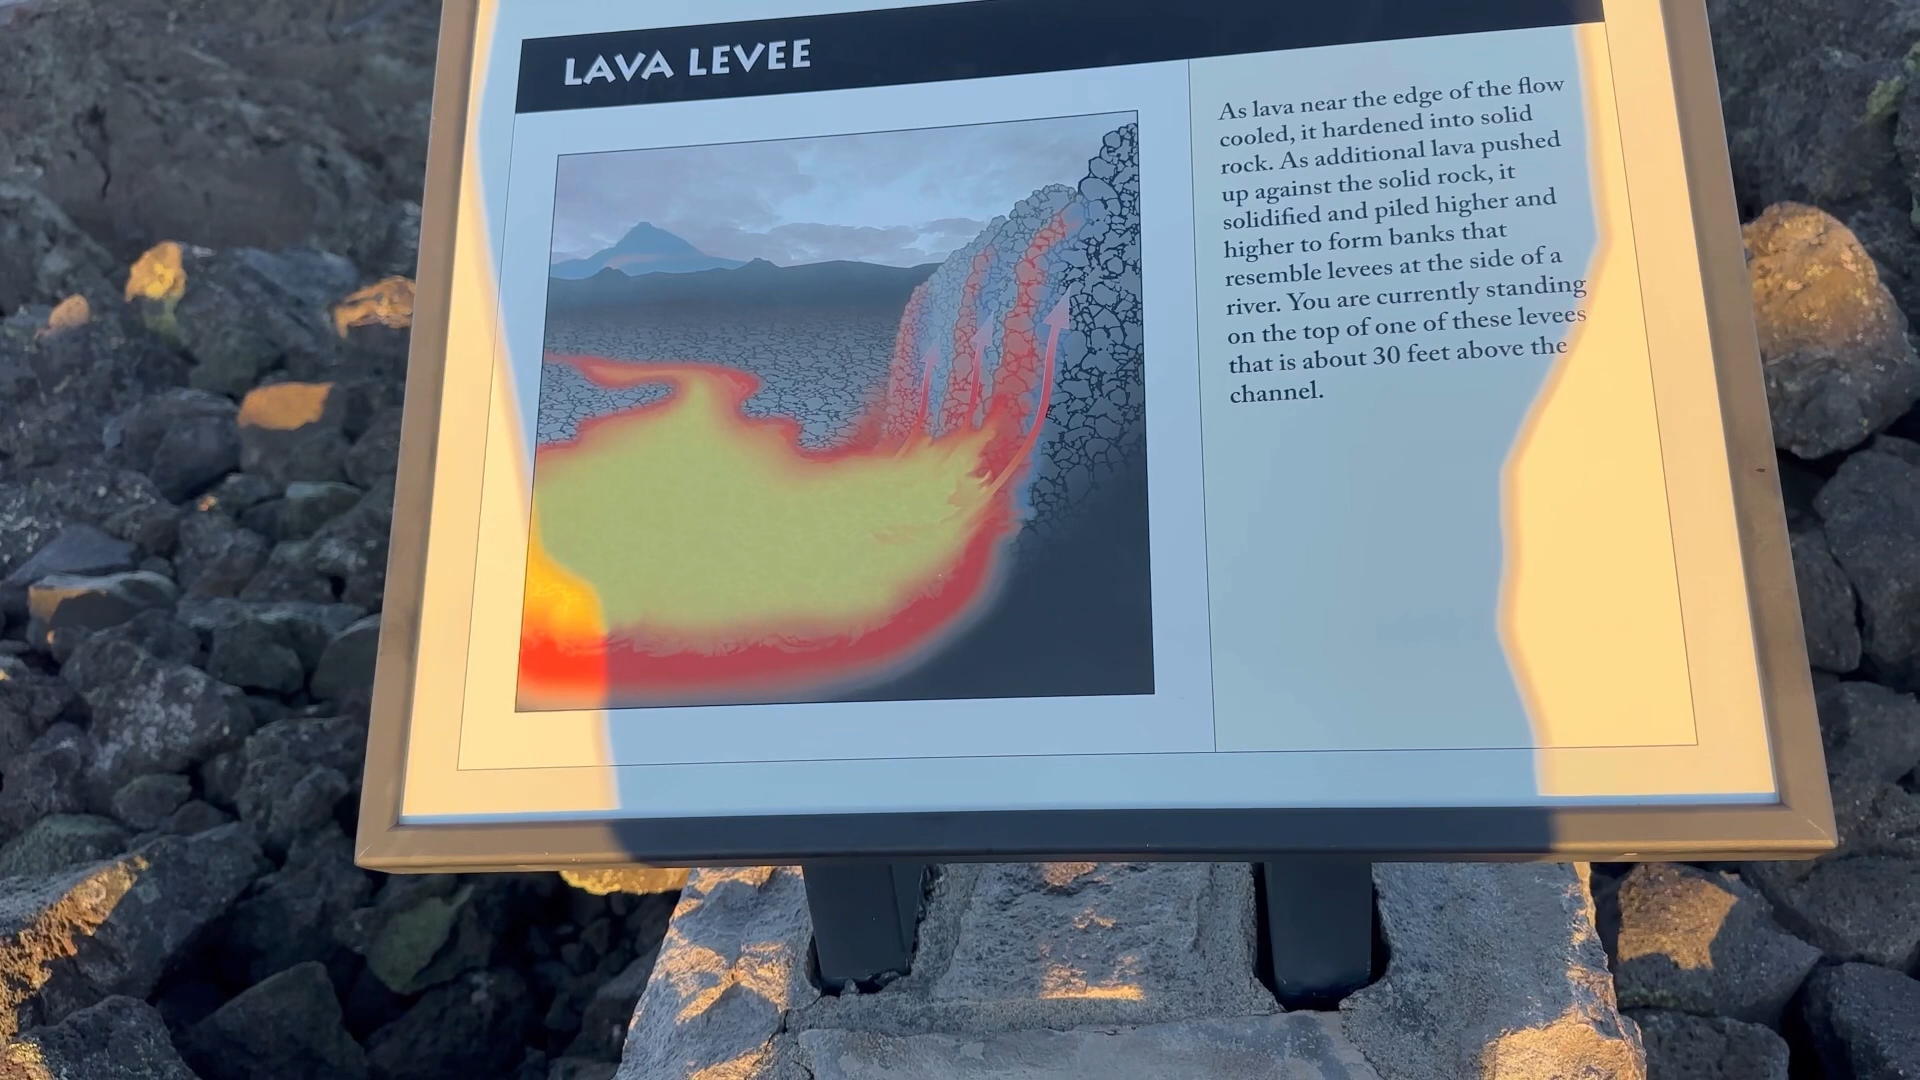 LAVA LEVEE
As lava near the edge of the flow
cooled, it hardened into solid
rock. As additional lava pushed
up against the solid rock, it
solidified and piled higher and
higher to form banks that
resemble levees at the side of a
river. You are currently standing
on the top of one of these levees
that is about 30 feet above the
channel.